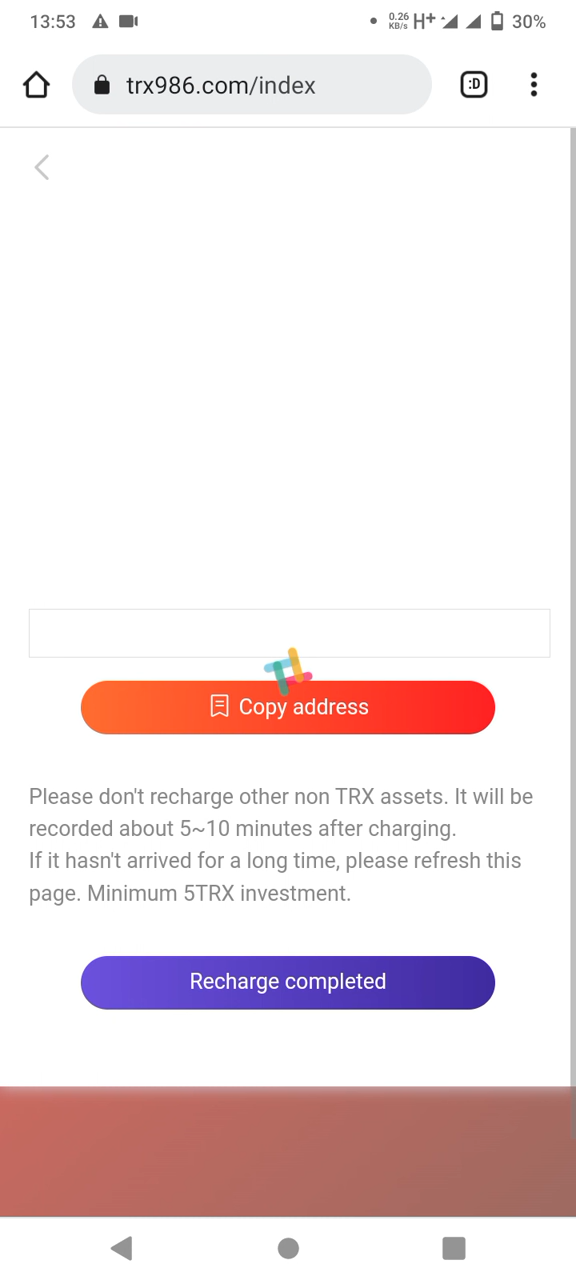 13:53
0.26
KB/s
H+
30%
trx986.com/index
:D
Copy address
Please don't recharge other non TRX assets. It will be
recorded about 5~10 minutes after charging.
If it hasn't arrived for a long time, please refresh this
page. Minimum 5TRX investment.
Recharge completed